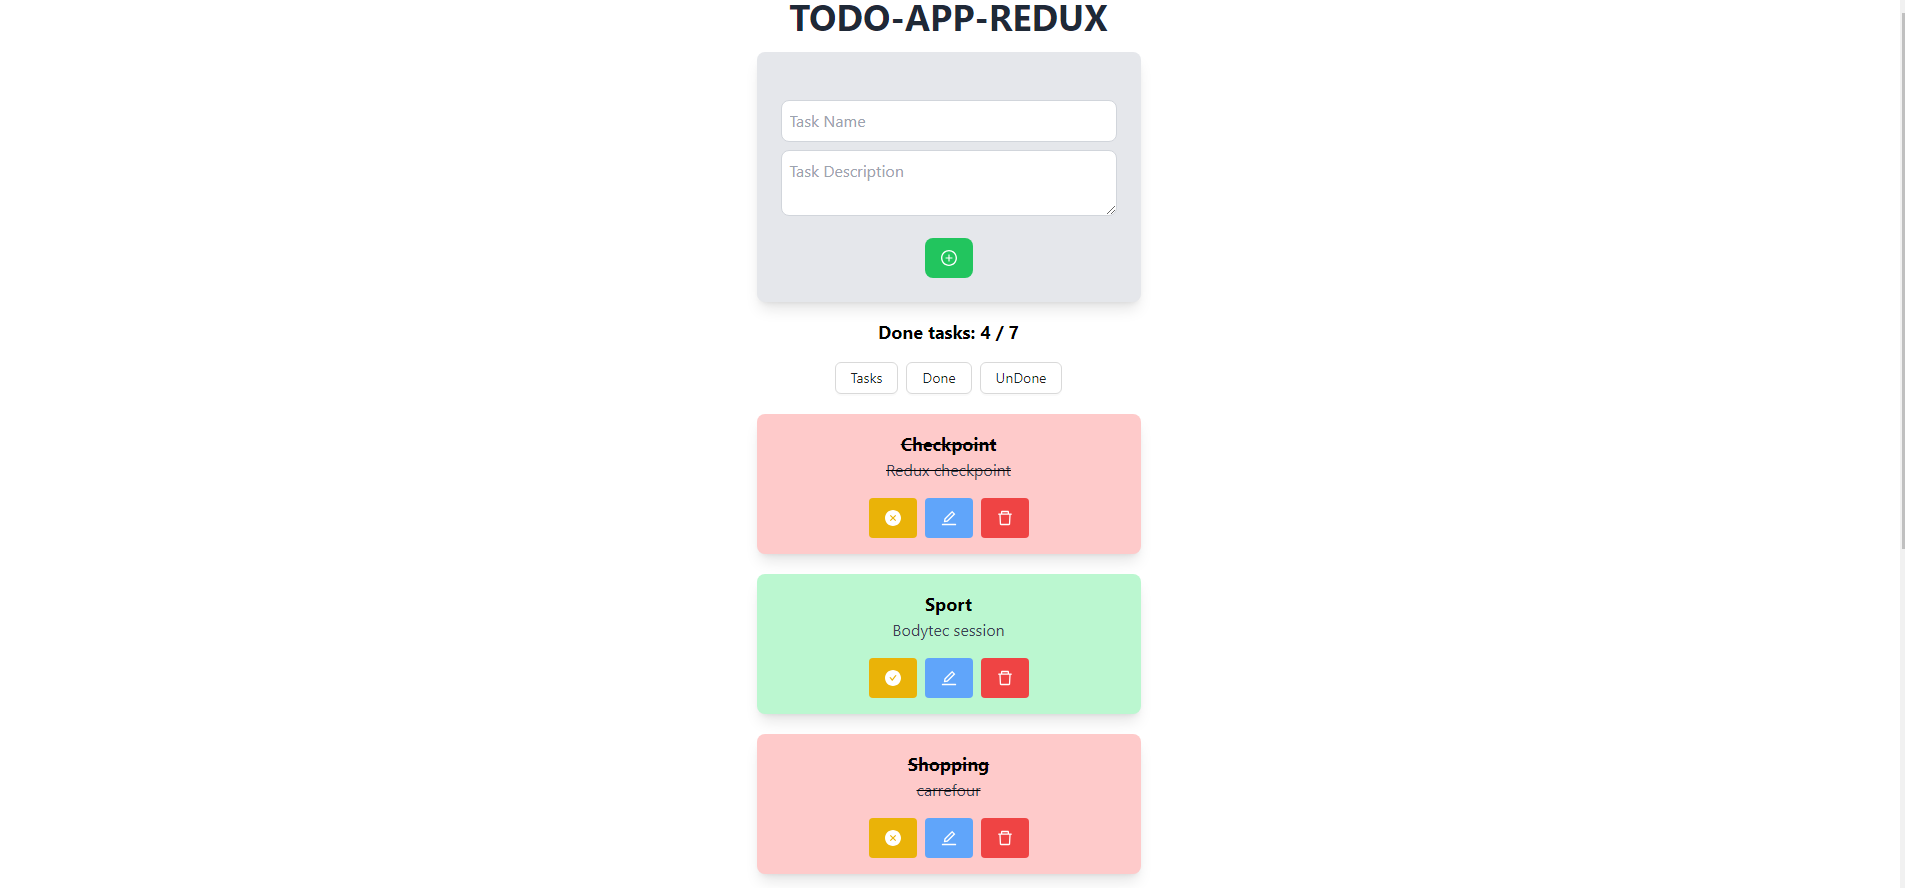 TODO-APP-REDUX
Task Name
Task Description
Done tasks: 4 / 7
Tasks Done UnDone
Checkpoint
Redux checkpoint
Sport
Bodytec session
Shopping
carrefour